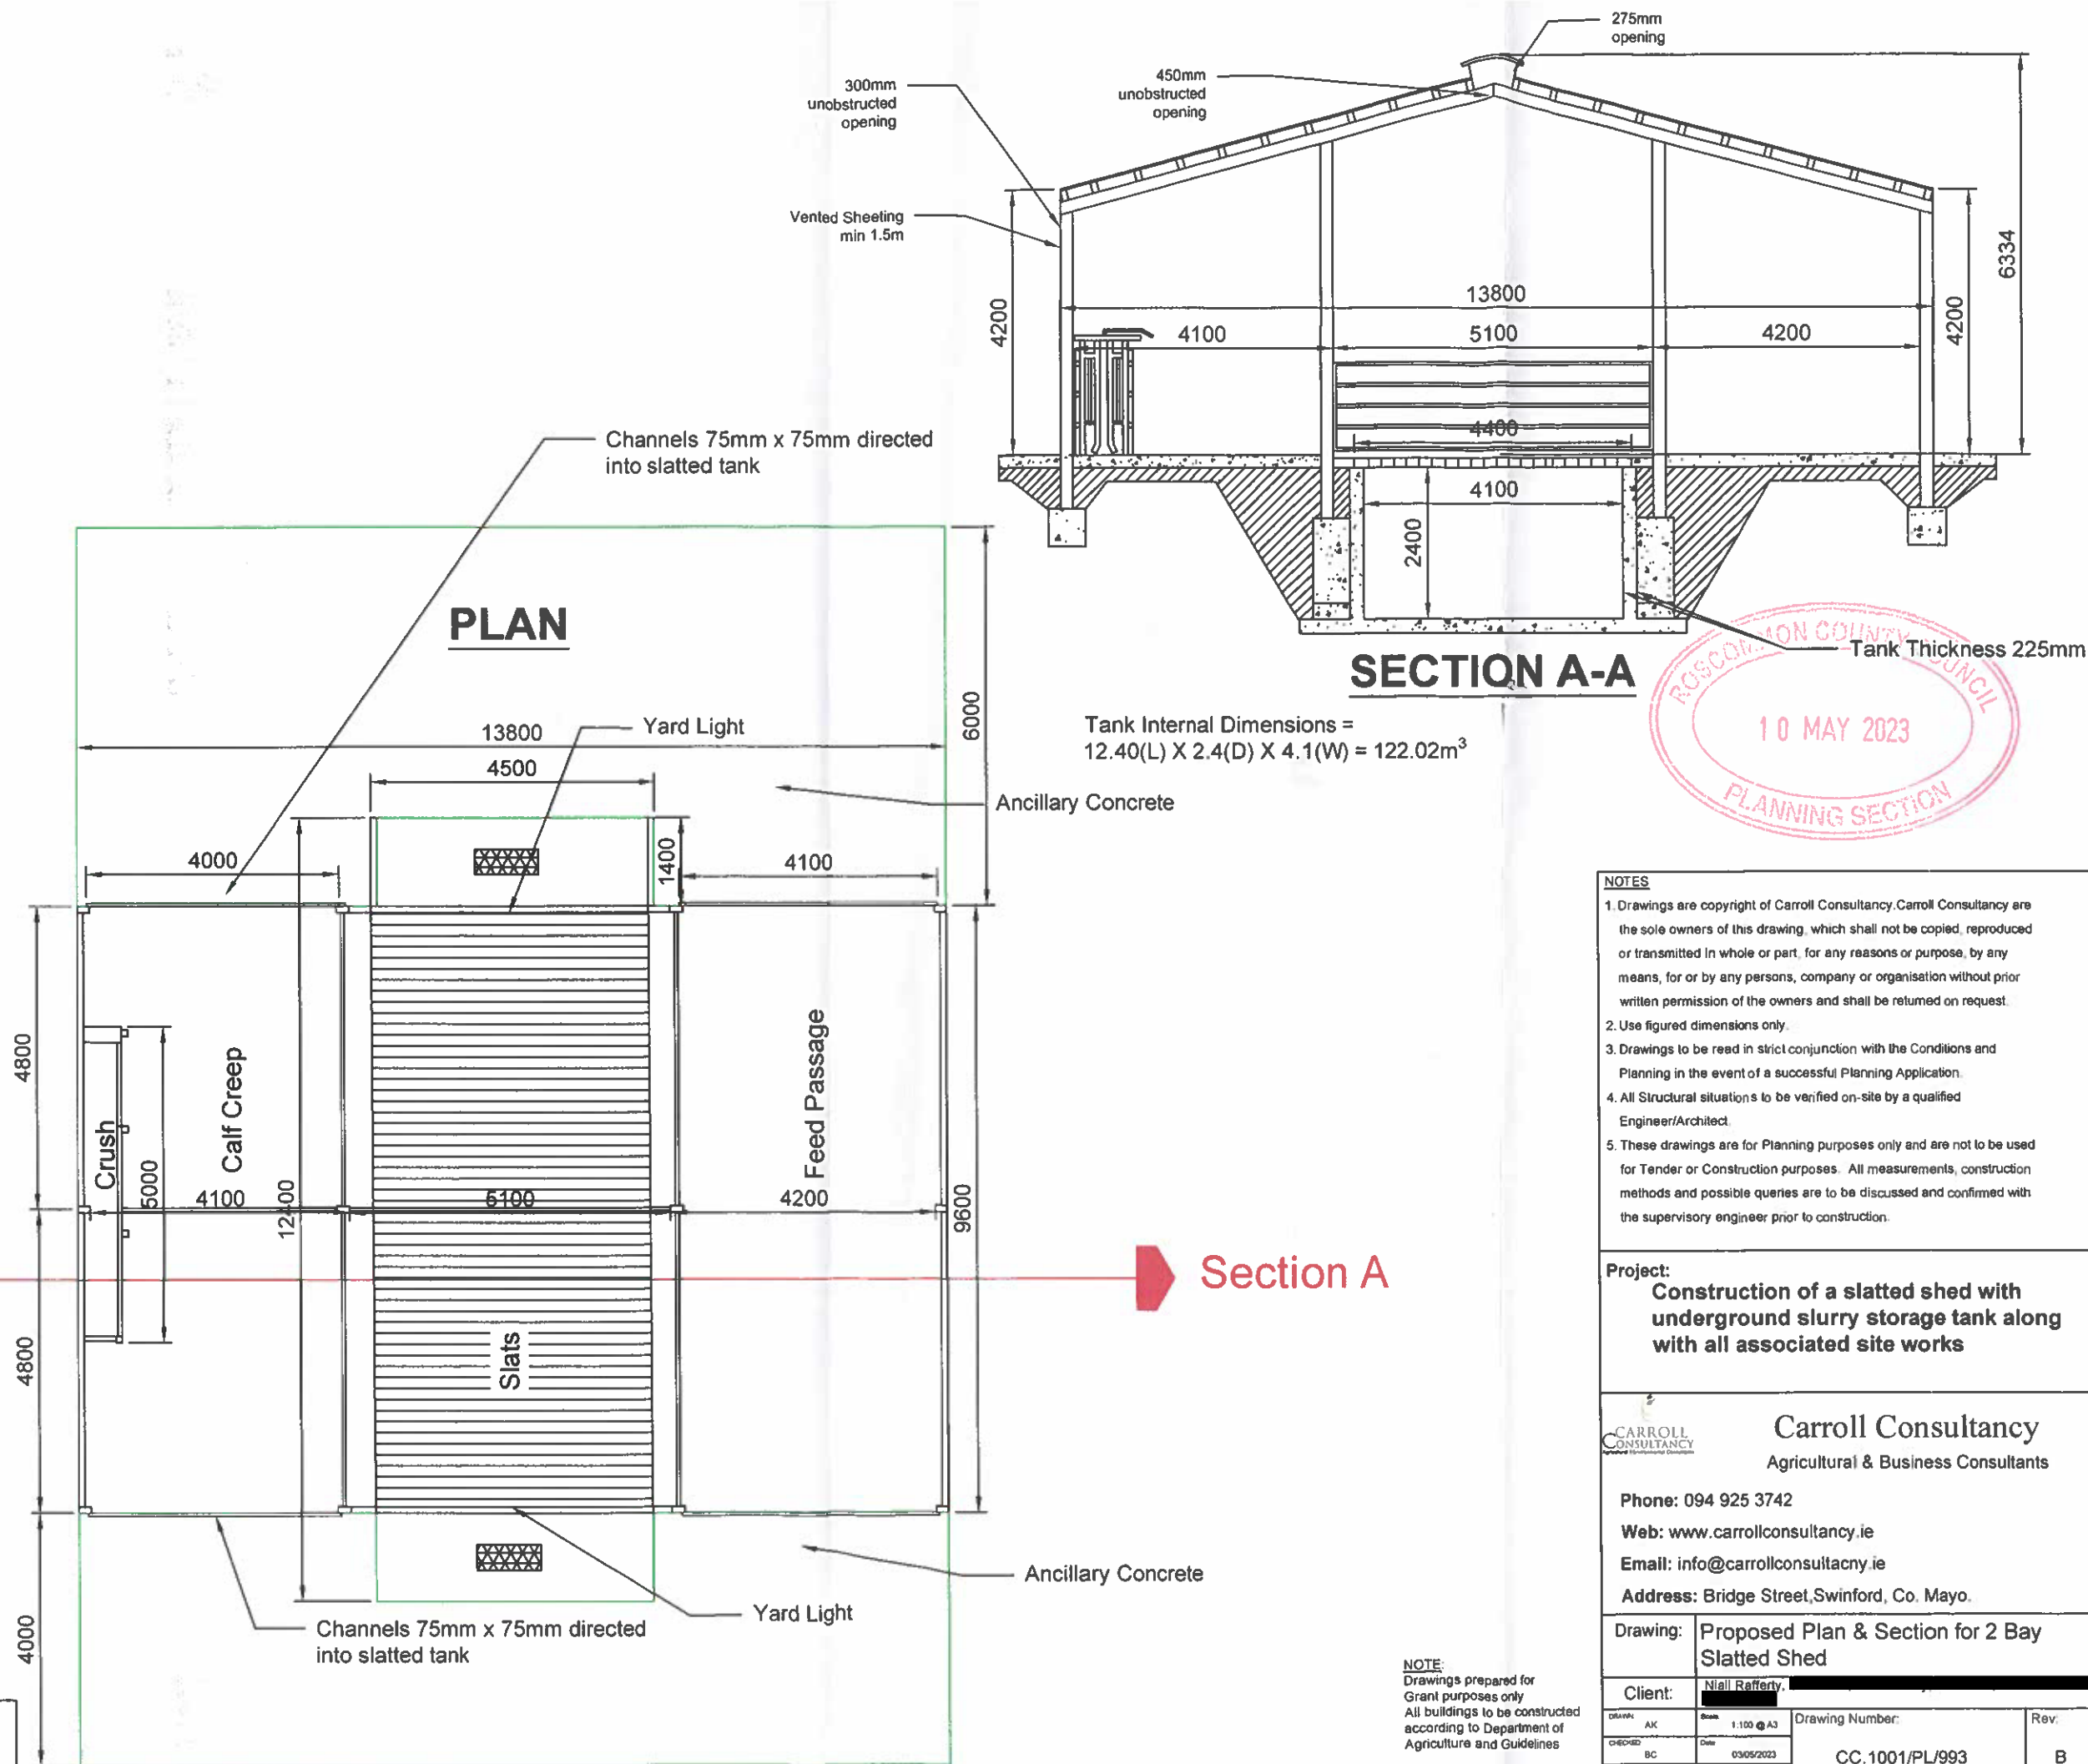 275mm
opening
300mm
unobstructed
opening
450mm
unobstructed
opening
Vented Sheeting
min 1.5m
4200
13800
4100
5100
4200
4200
6334
4400
4100
2400
Tank Thickness 225mm
SECTION A-A
Tank Internal Dimensions =
12.40(L) X 2.4(D) X 4.1(W) = 122.02m³
ROSCOMMON COUNTY COUNCIL
10 MAY 2023
PLANNING SECTION
Channels 75mm x 75mm directed
into slatted tank
PLAN
13800
Yard Light
4500
6000
Ancillary Concrete
4000
1400
4100
4800
Crush
5000
Calf Creep
4100
12400
5100
Feed Passage
4200
9600
Section A
4800
Slats
4000
Channels 75mm x 75mm directed
into slatted tank
Yard Light
Ancillary Concrete
NOTES
1. Drawings are copyright of Carroll Consultancy.Carroll Consultancy are
the sole owners of this drawing, which shall not be copied, reproduced
or transmitted in whole or part, for any reasons or purpose, by any
means, for or by any persons, company or organisation without prior
written permission of the owners and shall be returned on request.
2. Use figured dimensions only.
3. Drawings to be read in strict conjunction with the Conditions and
Planning in the event of a successful Planning Application.
4. All Structural situations to be verified on-site by a qualified
Engineer/Architect.
5. These drawings are for Planning purposes only and are not to be used
for Tender or Construction purposes. All measurements, construction
methods and possible queries are to be discussed and confirmed with
the supervisory engineer prior to construction.
Project:
Construction of a slatted shed with
underground slurry storage tank along
with all associated site works
CARROLL
CONSULTANCY
Carroll Consultancy
Agricultural & Business Consultants
Phone: 094 925 3742
Web: www.carrollconsultancy.ie
Email: info@carrollconsultacny.ie
Address: Bridge Street,Swinford, Co. Mayo.
Drawing: Proposed Plan & Section for 2 Bay
Slatted Shed
Client: Niall Rafferty,
DRAWN AK
Scale 1:100 @ A3
Drawing Number:
Rev:
CHECKED BC
Date 03/05/2023
CC.1001/PL/993
B
NOTE:
Drawings prepared for
Grant purposes only
All buildings to be constructed
according to Department of
Agriculture and Guidelines